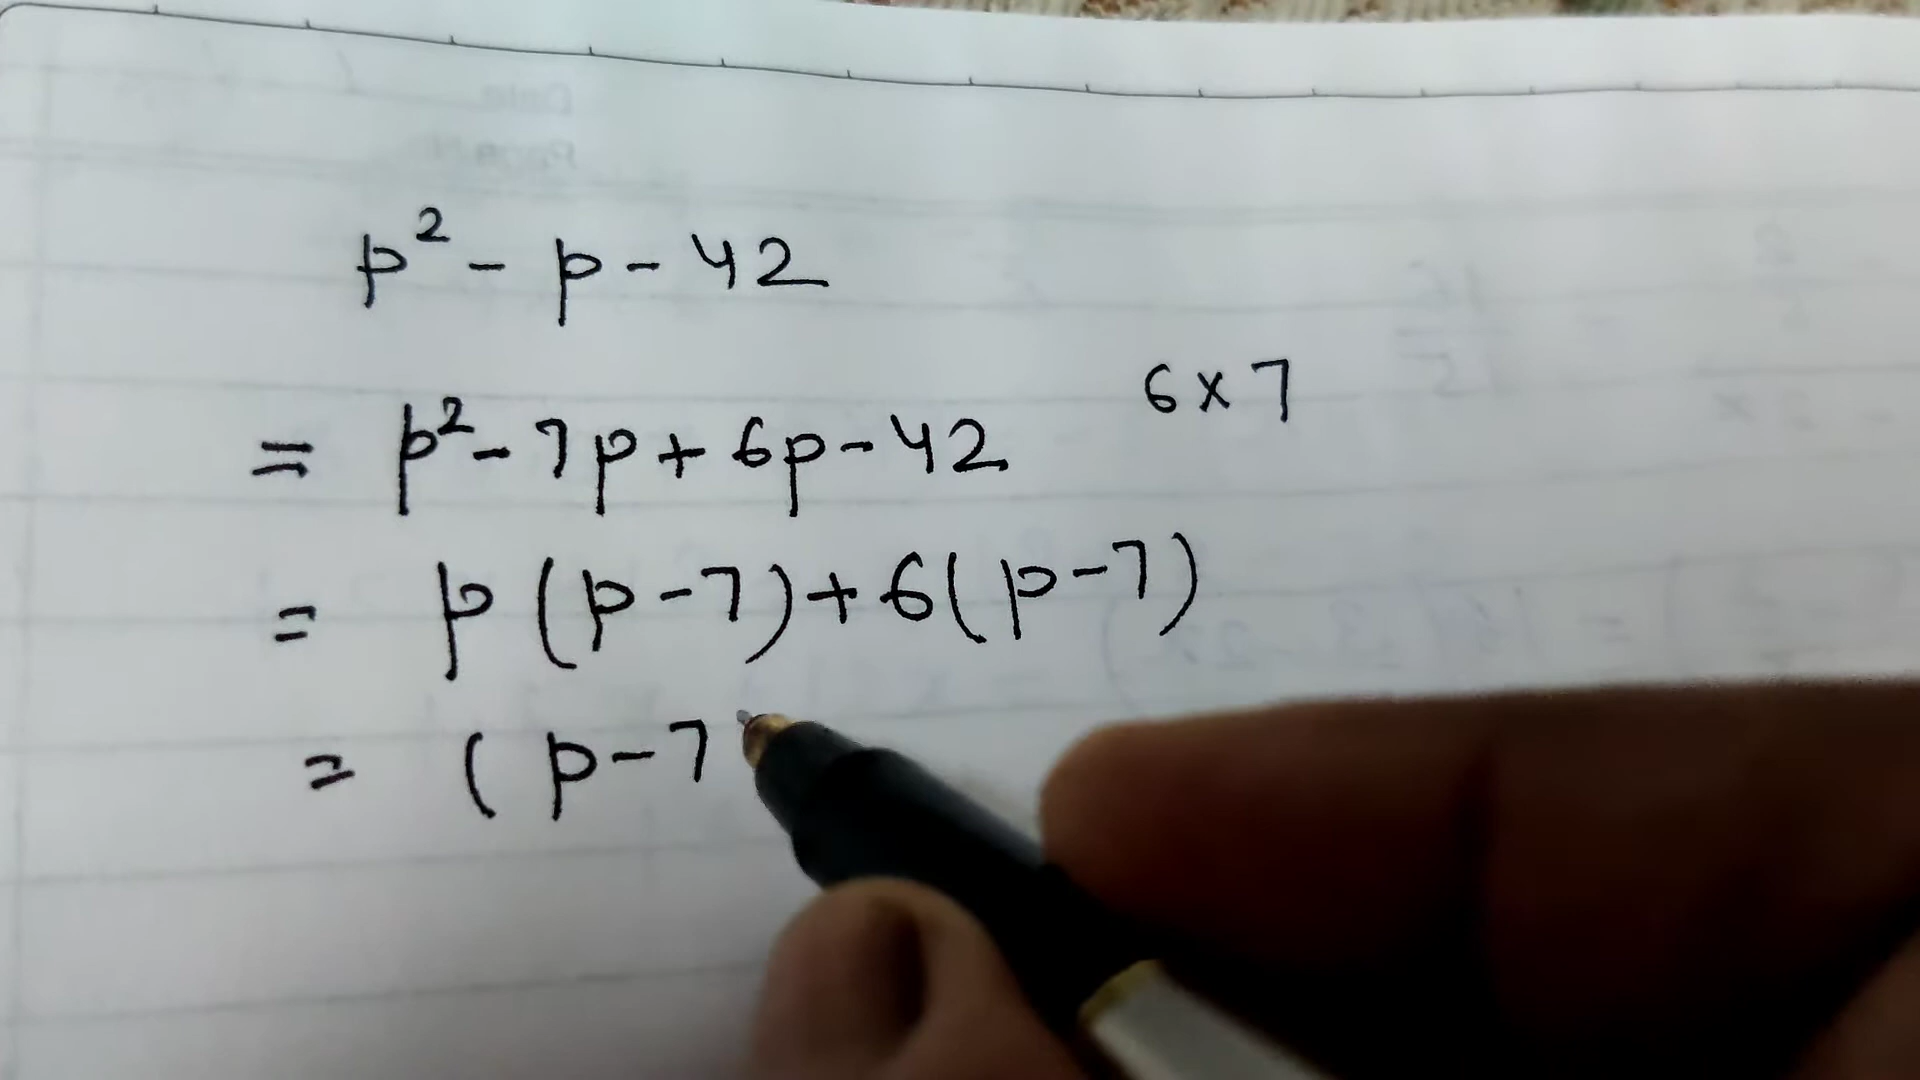 p² - p - 42
6 x 7
= p² - 7p + 6p - 42
= p (p - 7) + 6 (p - 7)
= ( p - 7